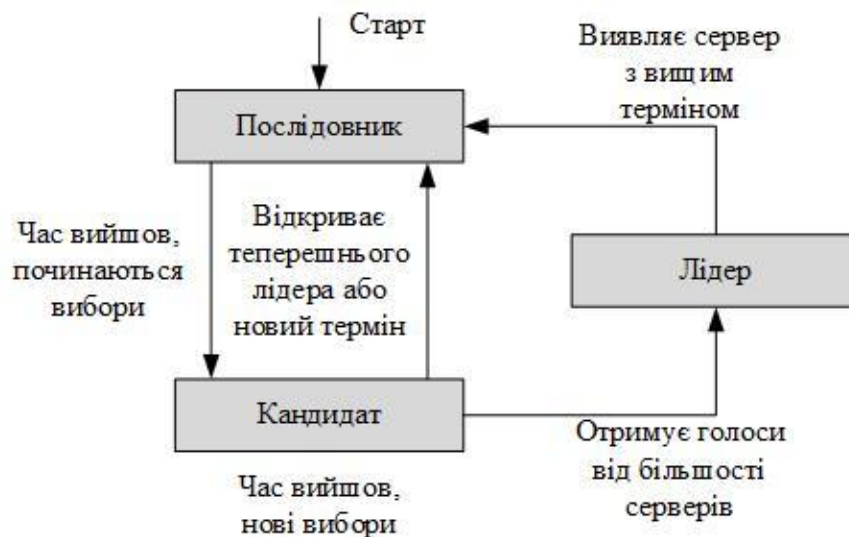 Старт
Виявляє сервер
з вищим
терміном
Послідовник
Час вийшов,
починаються
вибори
Відкриває
теперешнього
лідера або
новий термін
Лідер
Кандидат
Отримує голоси
від більшості
серверів
Час вийшов,
нові вибори